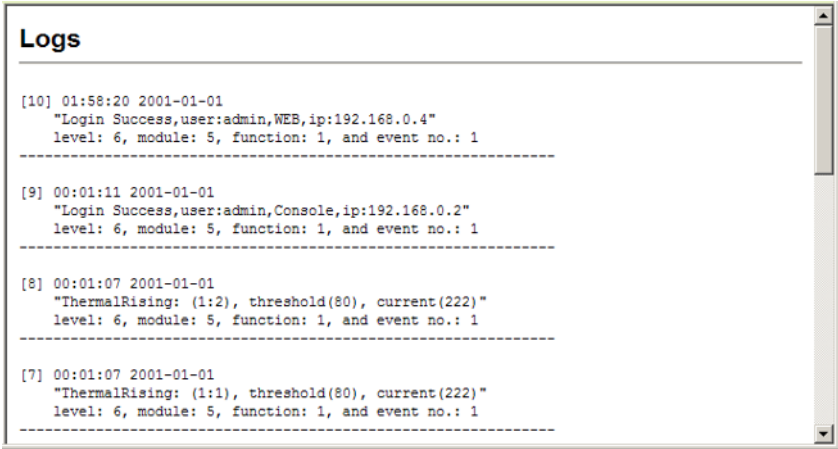 Logs
[10] 01:58:20 2001-01-01
"Login Success,user:admin,WEB,ip:192.168.0.4"
level: 6, module: 5, function: 1, and event no.: 1
---------------------------------------------------------------
[9] 00:01:11 2001-01-01
"Login Success,user:admin,Console,ip:192.168.0.2"
level: 6, module: 5, function: 1, and event no.: 1
---------------------------------------------------------------
[8] 00:01:07 2001-01-01
"ThermalRising: (1:2), threshold(80), current(222)"
level: 6, module: 5, function: 1, and event no.: 1
---------------------------------------------------------------
[7] 00:01:07 2001-01-01
"ThermalRising: (1:1), threshold(80), current(222)"
level: 6, module: 5, function: 1, and event no.: 1
---------------------------------------------------------------